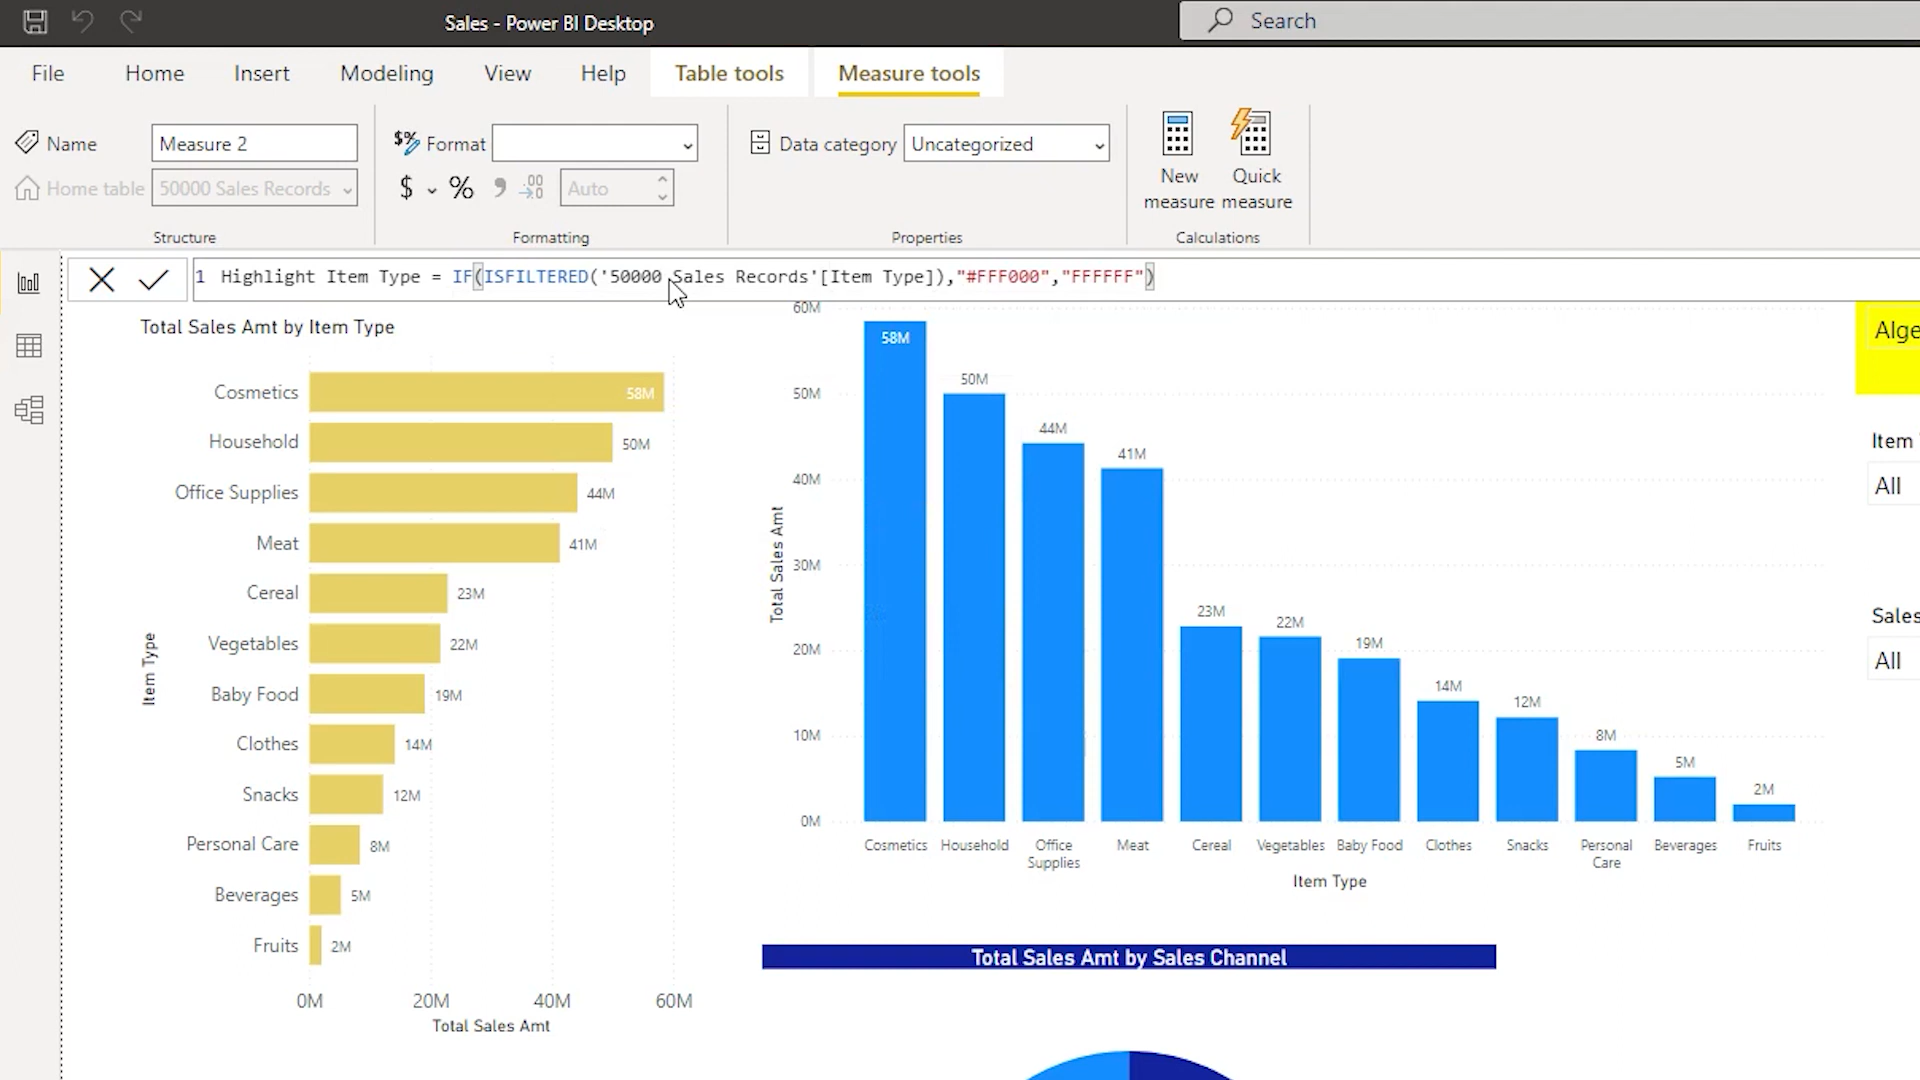 Sales - Power BI Desktop
Search
File Home Insert Modeling View Help Table tools Measure tools
Name Measure 2
Home table 50000 Sales Records
Structure
Format
$ % Auto
Formatting
Data category Uncategorized
Properties
New measure
Quick measure
Calculations
1 Highlight Item Type = IF(ISFILTERED('50000 Sales Records'[Item Type]),"#FFF000","FFFFFF")
Total Sales Amt by Item Type
Item Type
Cosmetics 58M
Household 50M
Office Supplies 44M
Meat 41M
Cereal 23M
Vegetables 22M
Baby Food 19M
Clothes 14M
Snacks 12M
Personal Care 8M
Beverages 5M
Fruits 2M
0M 20M 40M 60M
Total Sales Amt
Total Sales Amt
60M
50M
40M
30M
20M
10M
0M
58M 50M 44M 41M 23M 22M 19M 14M 12M 8M 5M 2M
Cosmetics Household Office Supplies Meat Cereal Vegetables Baby Food Clothes Snacks Personal Care Beverages Fruits
Item Type
Total Sales Amt by Sales Channel
Alge
Item
All
Sales
All